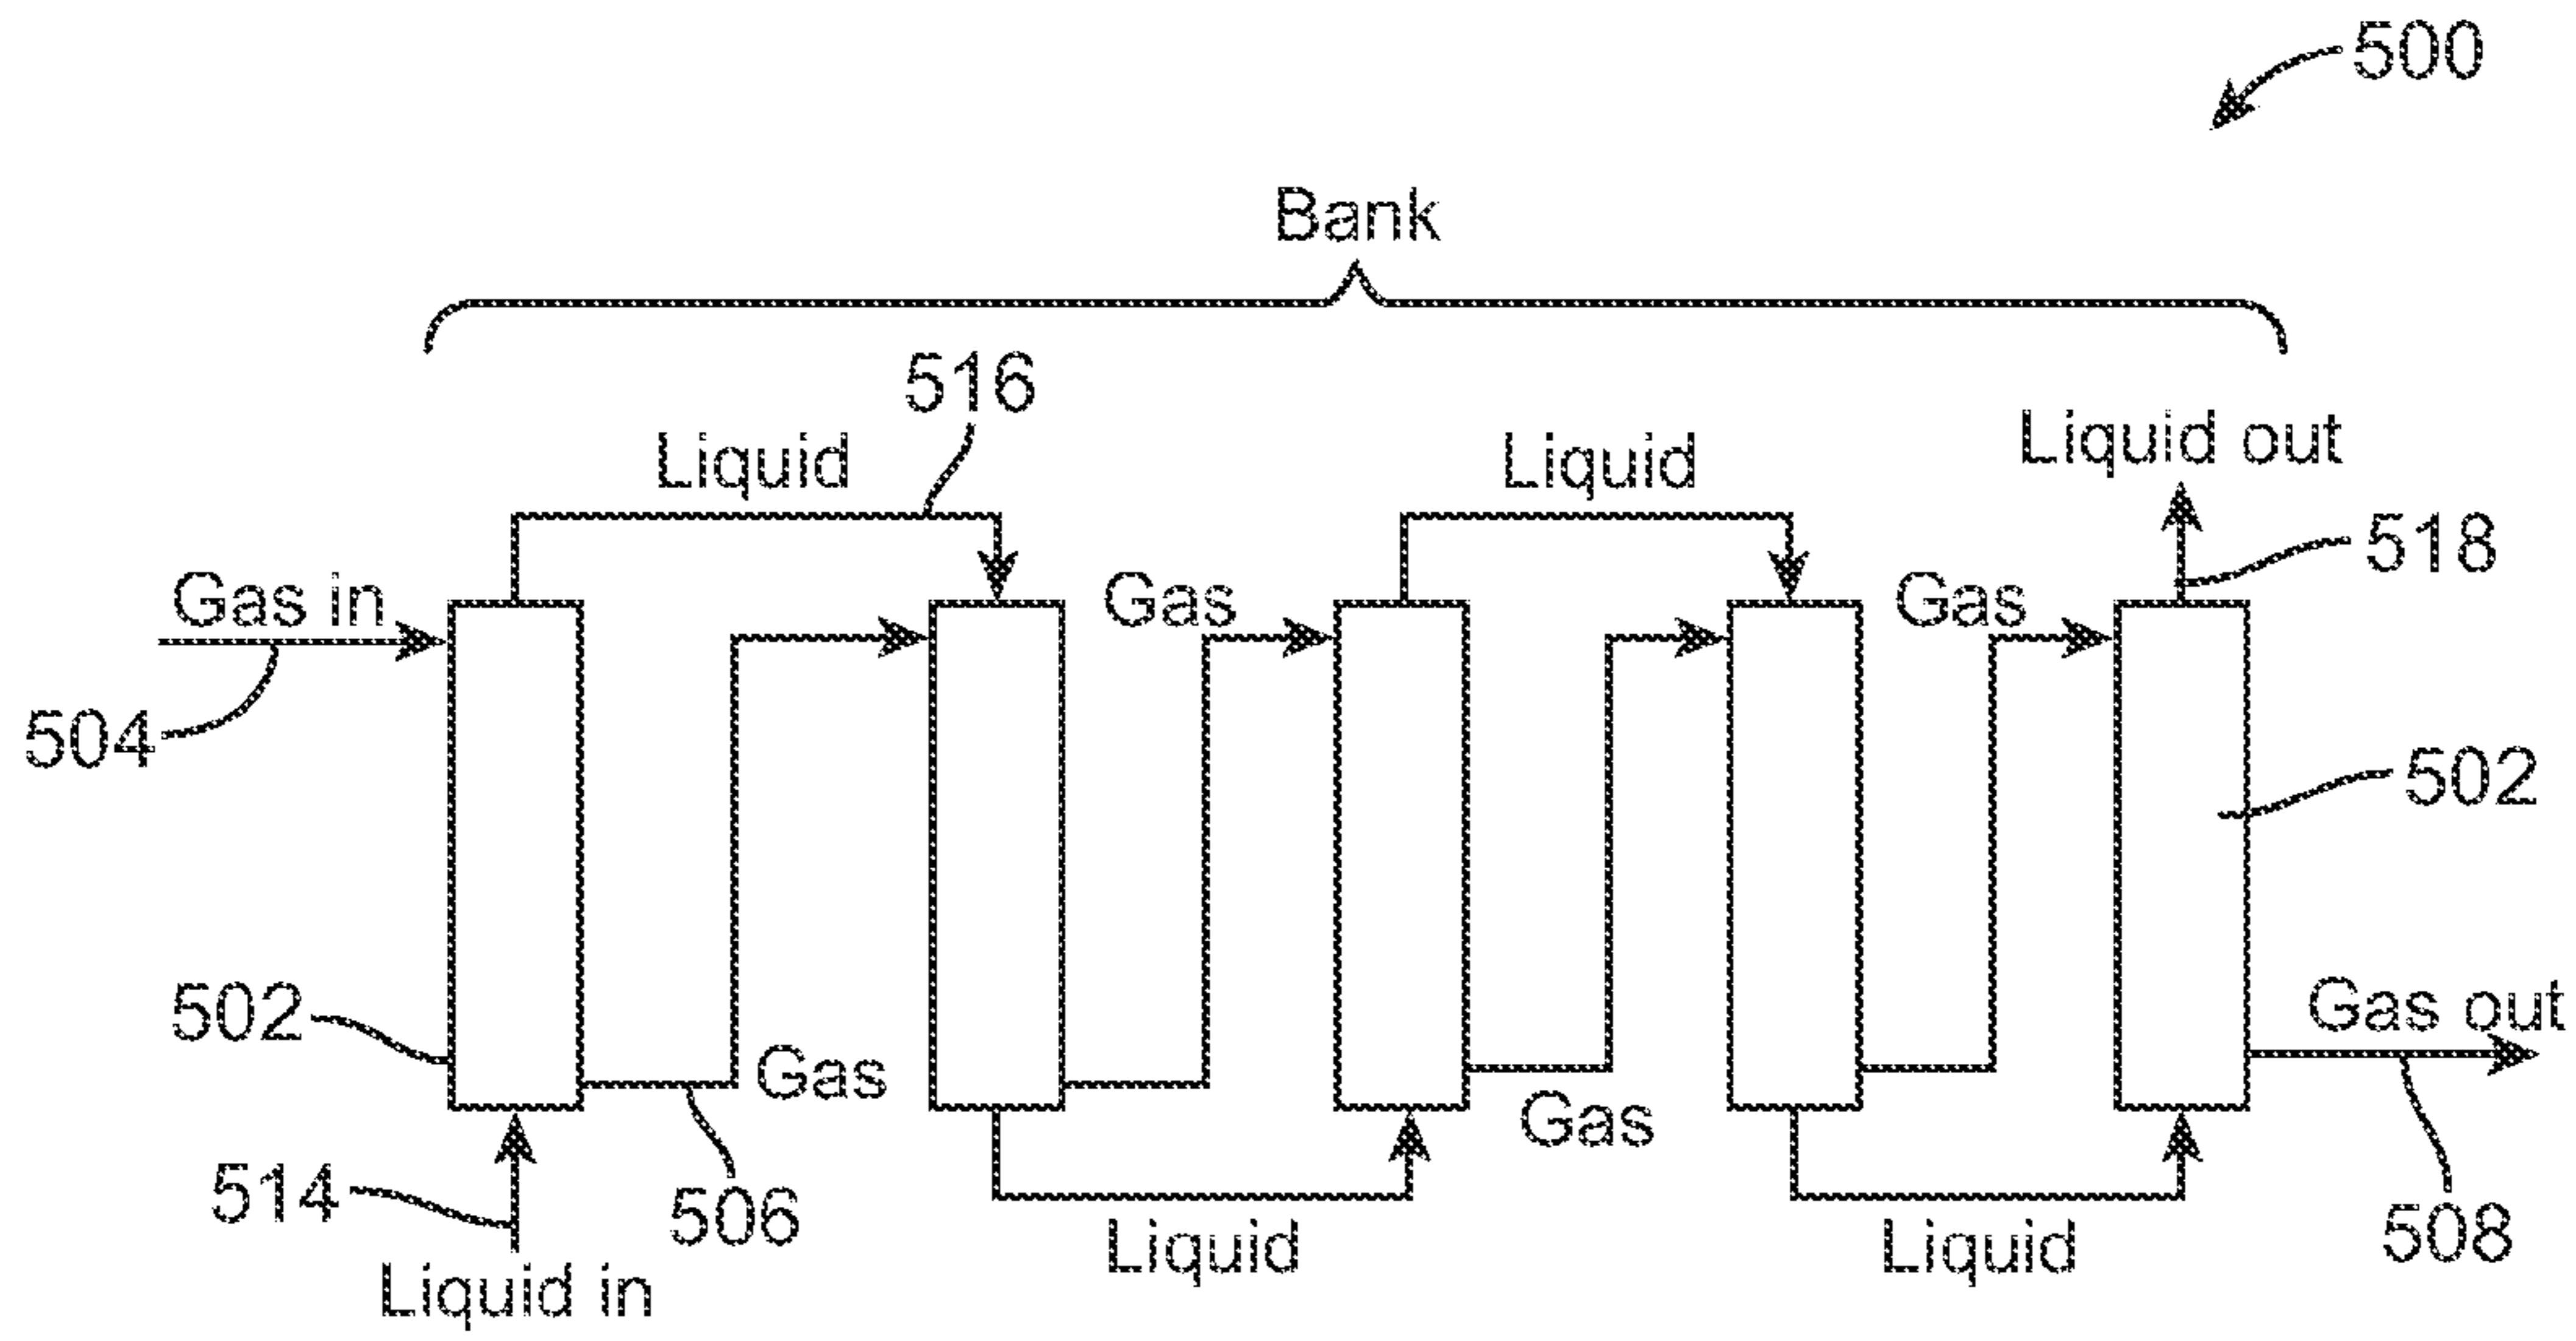 500
Bank
516
Liquid
Liquid
Liquid out
518
Gas in
Gas
Gas
504
502
502
Gas
Gas out
Gas
514
506
508
Liquid
Liquid
Liquid in